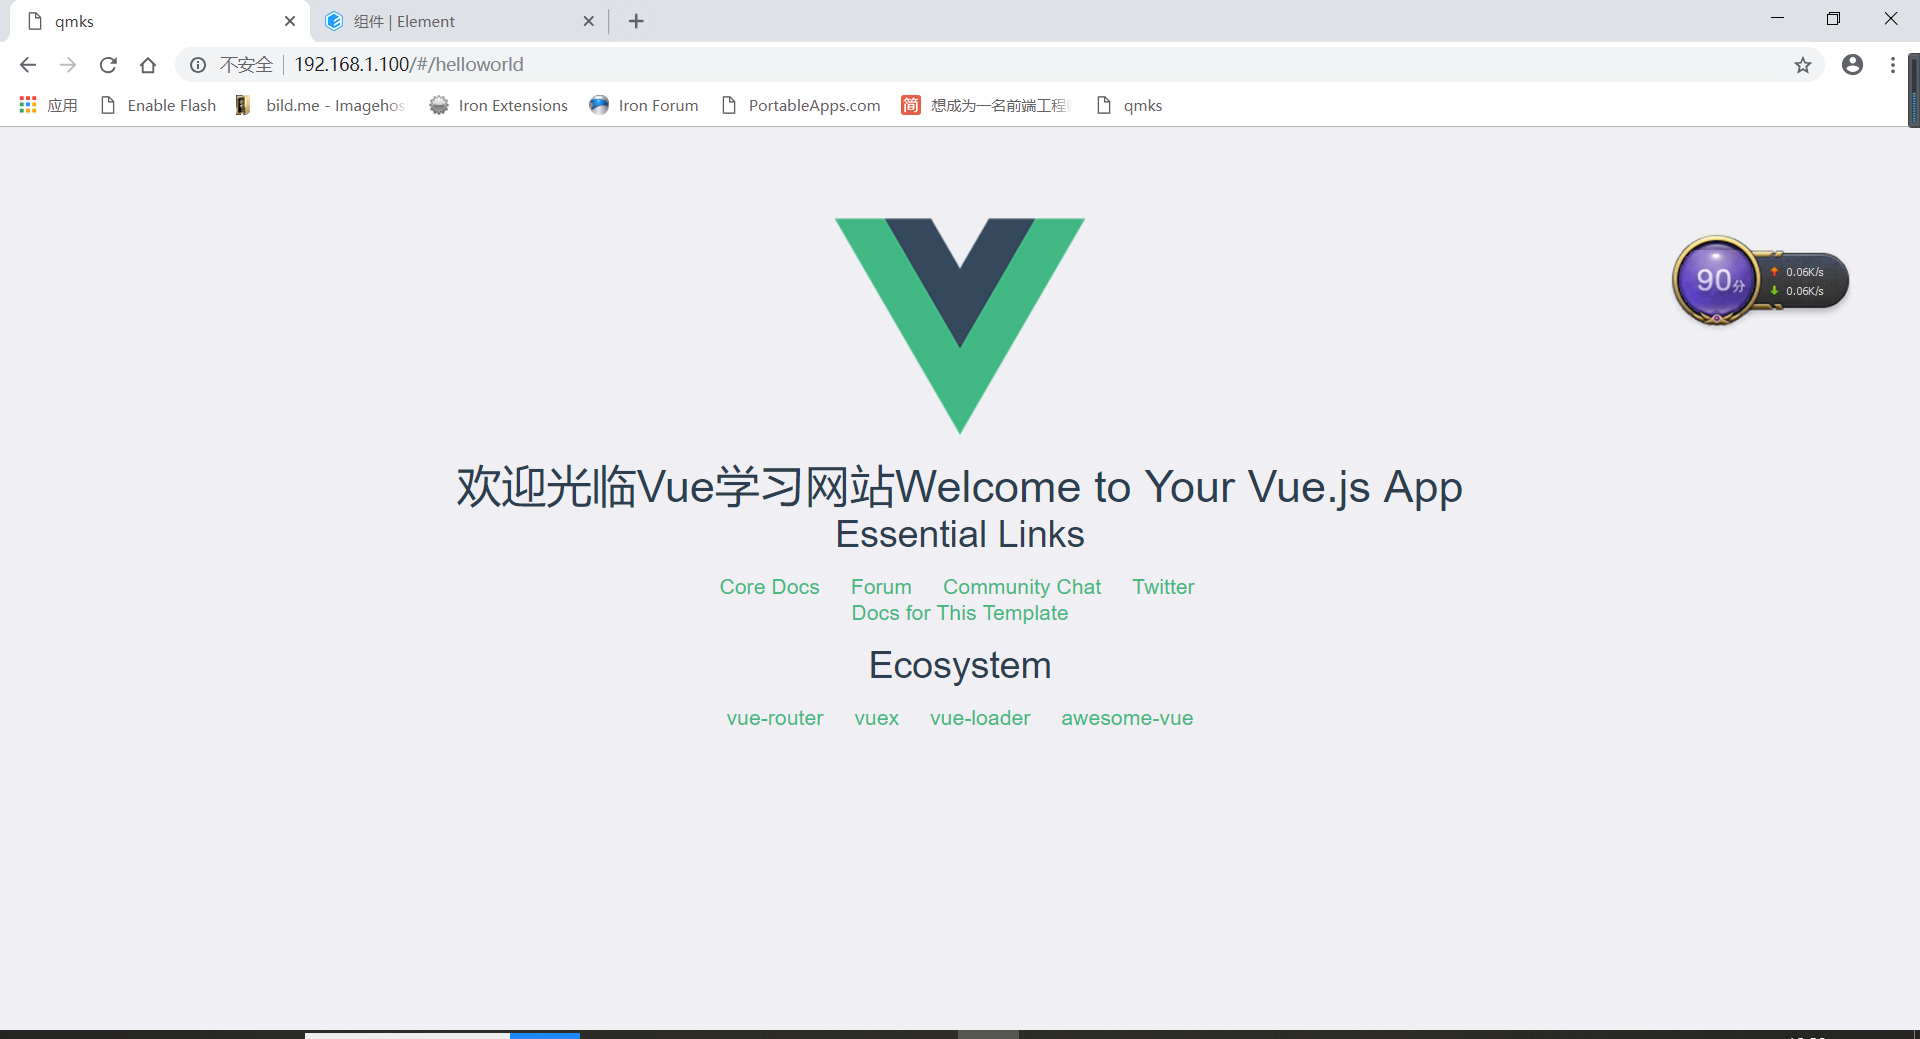 qmks
组件 | Element
不安全 192.168.1.100/#/helloworld
应用 Enable Flash bild.me - Imagehos Iron Extensions Iron Forum PortableApps.com 简 想成为一名前端工程 qmks
90分
0.06K/s
0.06K/s
欢迎光临Vue学习网站Welcome to Your Vue.js App
Essential Links
Core Docs Forum Community Chat Twitter
Docs for This Template
Ecosystem
vue-router vuex vue-loader awesome-vue